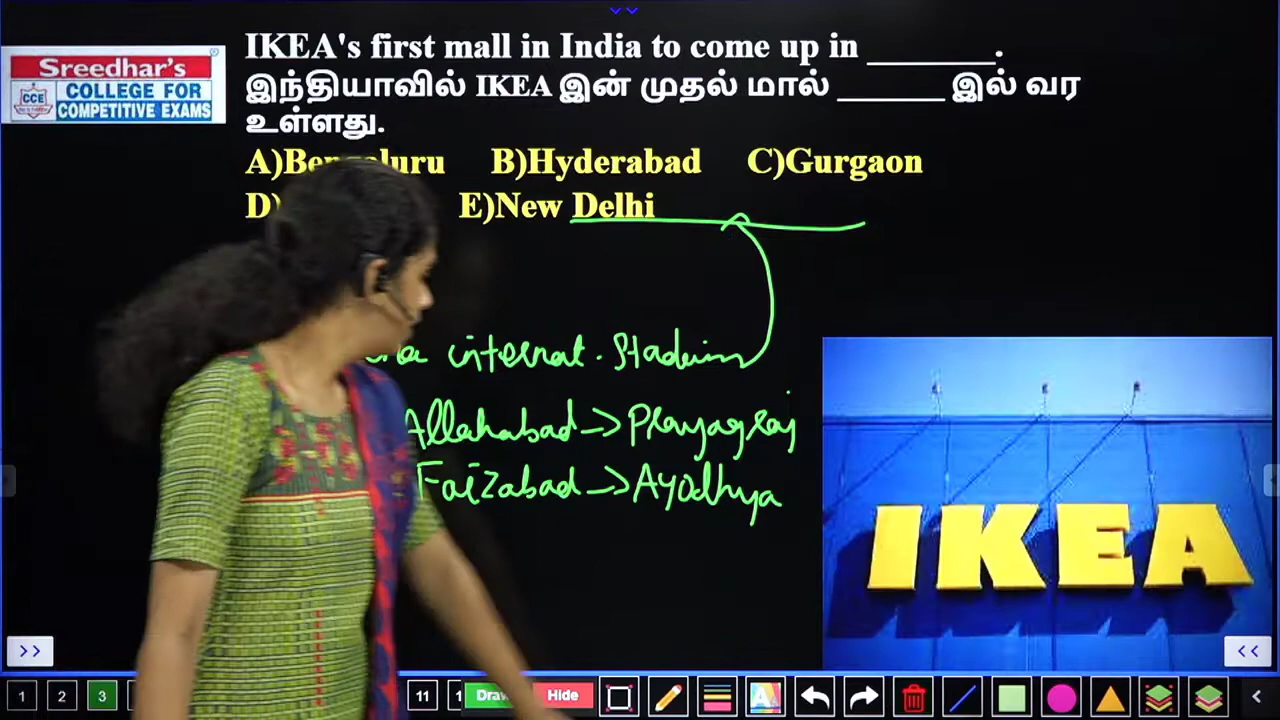 Sreedhar's
CCE
COLLEGE FOR
COMPETITIVE EXAMS
IKEA's first mall in India to come up in ________.
இந்தியாவில் IKEA இன் முதல் மால் _______ இல் வர
உள்ளது.
A)Bengaluru B)Hyderabad C)Gurgaon
D) E)New Delhi
internat. Stadium
Allahabad -> Prayagraj
Faizabad -> Ayodhya
IKEA
>> <<
1 2 3 11 Draw Hide